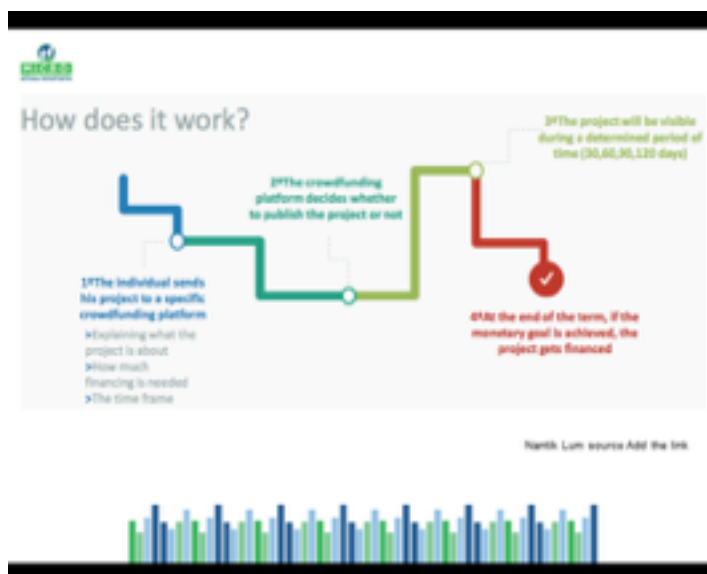 How does it work?
1ºThe individual sends
his project to a specific
crowdfunding platform
>Explaining what the
project is about
>How much
financing is needed
>The time frame
2ºThe crowdfunding
platform decides whether
to publish the project or not
3ºThe project will be visible
during a determined period of
time (30,60,90,120 days)
4ºAt the end of the term, if the
monetary goal is achieved, the
project gets financed
Nantik Lum source Add the link